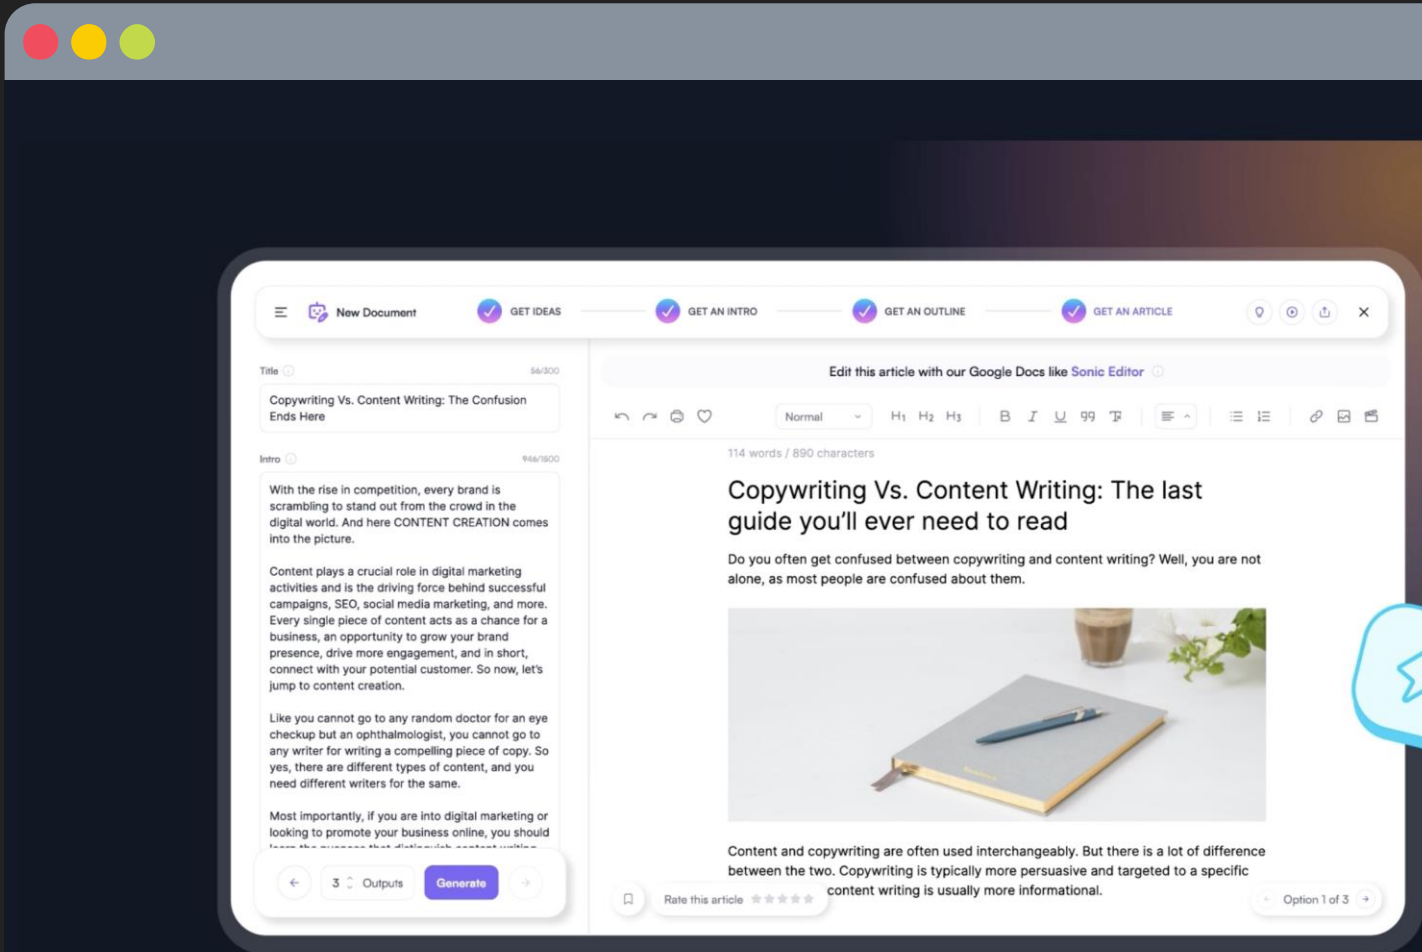 New Document
GET IDEAS
GET AN INTRO
GET AN OUTLINE
GET AN ARTICLE
Title
56/300
Copywriting Vs. Content Writing: The Confusion
Ends Here
Intro
946/1500
With the rise in competition, every brand is
scrambling to stand out from the crowd in the
digital world. And here CONTENT CREATION comes
into the picture.
Content plays a crucial role in digital marketing
activities and is the driving force behind successful
campaigns, SEO, social media marketing, and more.
Every single piece of content acts as a chance for a
business, an opportunity to grow your brand
presence, drive more engagement, and in short,
connect with your potential customer. So now, let's
jump to content creation.
Like you cannot go to any random doctor for an eye
checkup but an ophthalmologist, you cannot go to
any writer for writing a compelling piece of copy. So
yes, there are different types of content, and you
need different writers for the same.
Most importantly, if you are into digital marketing or
looking to promote your business online, you should
learn the nuances that distinguish content writing
3 Outputs
Generate
Edit this article with our Google Docs like Sonic Editor
Normal
H1 H2 H3
B I U
114 words / 890 characters
Copywriting Vs. Content Writing: The last
guide you'll ever need to read
Do you often get confused between copywriting and content writing? Well, you are not
alone, as most people are confused about them.
Content and copywriting are often used interchangeably. But there is a lot of difference
between the two. Copywriting is typically more persuasive and targeted to a specific
content writing is usually more informational.
Rate this article
Option 1 of 3